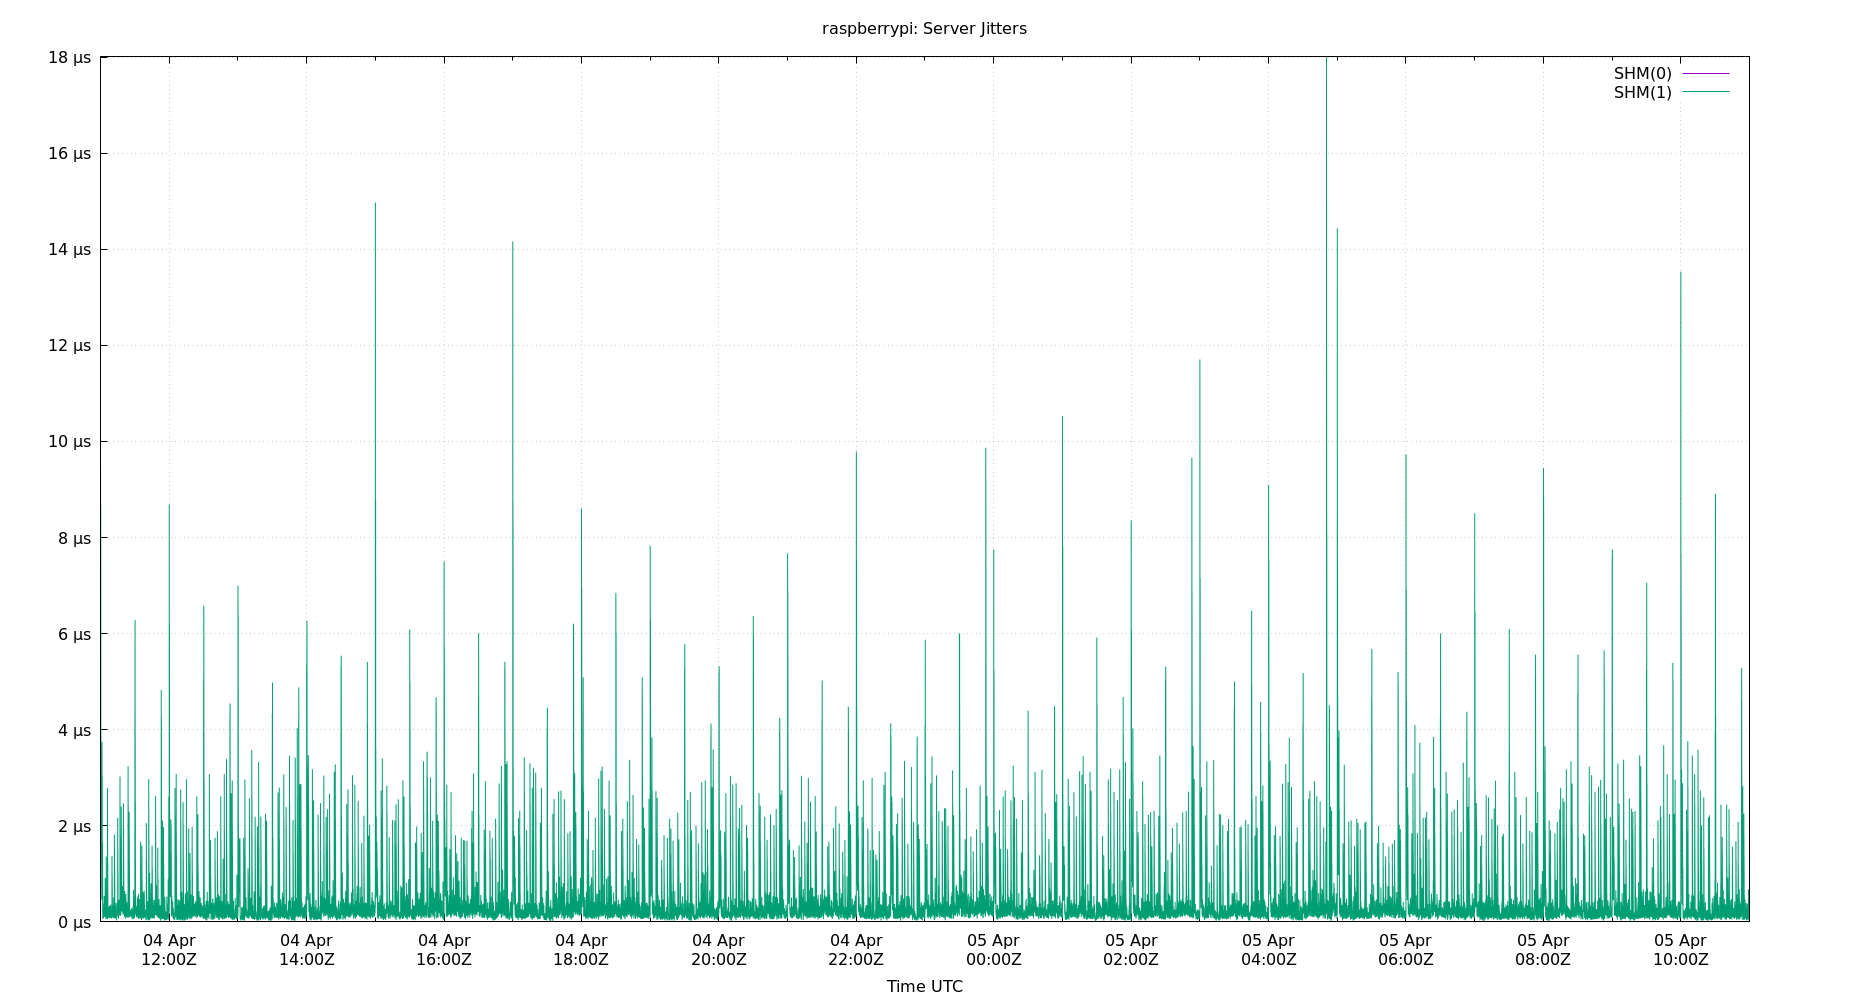 raspberrypi: Server Jitters
SHM(0)
SHM(1)
18 µs
16 µs
14 µs
12 µs
10 µs
8 µs
6 µs
4 µs
2 µs
0 µs
04 Apr 04 Apr 04 Apr 04 Apr 04 Apr 04 Apr 05 Apr 05 Apr 05 Apr 05 Apr 05 Apr 05 Apr
12:00Z 14:00Z 16:00Z 18:00Z 20:00Z 22:00Z 00:00Z 02:00Z 04:00Z 06:00Z 08:00Z 10:00Z
Time UTC